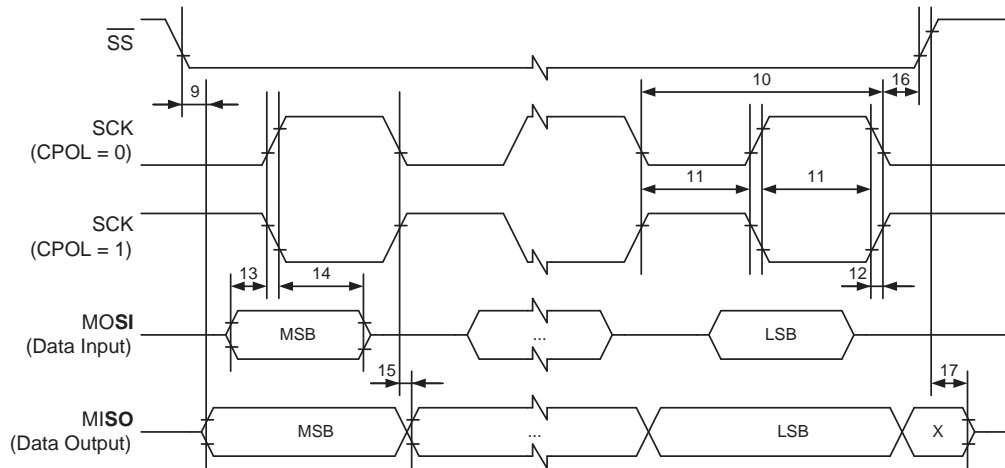 SS
9
10
16
SCK
(CPOL = 0)
11
11
SCK
(CPOL = 1)
13
14
12
MOSI
(Data Input)
MSB
...
LSB
15
17
MISO
(Data Output)
MSB
...
LSB
X